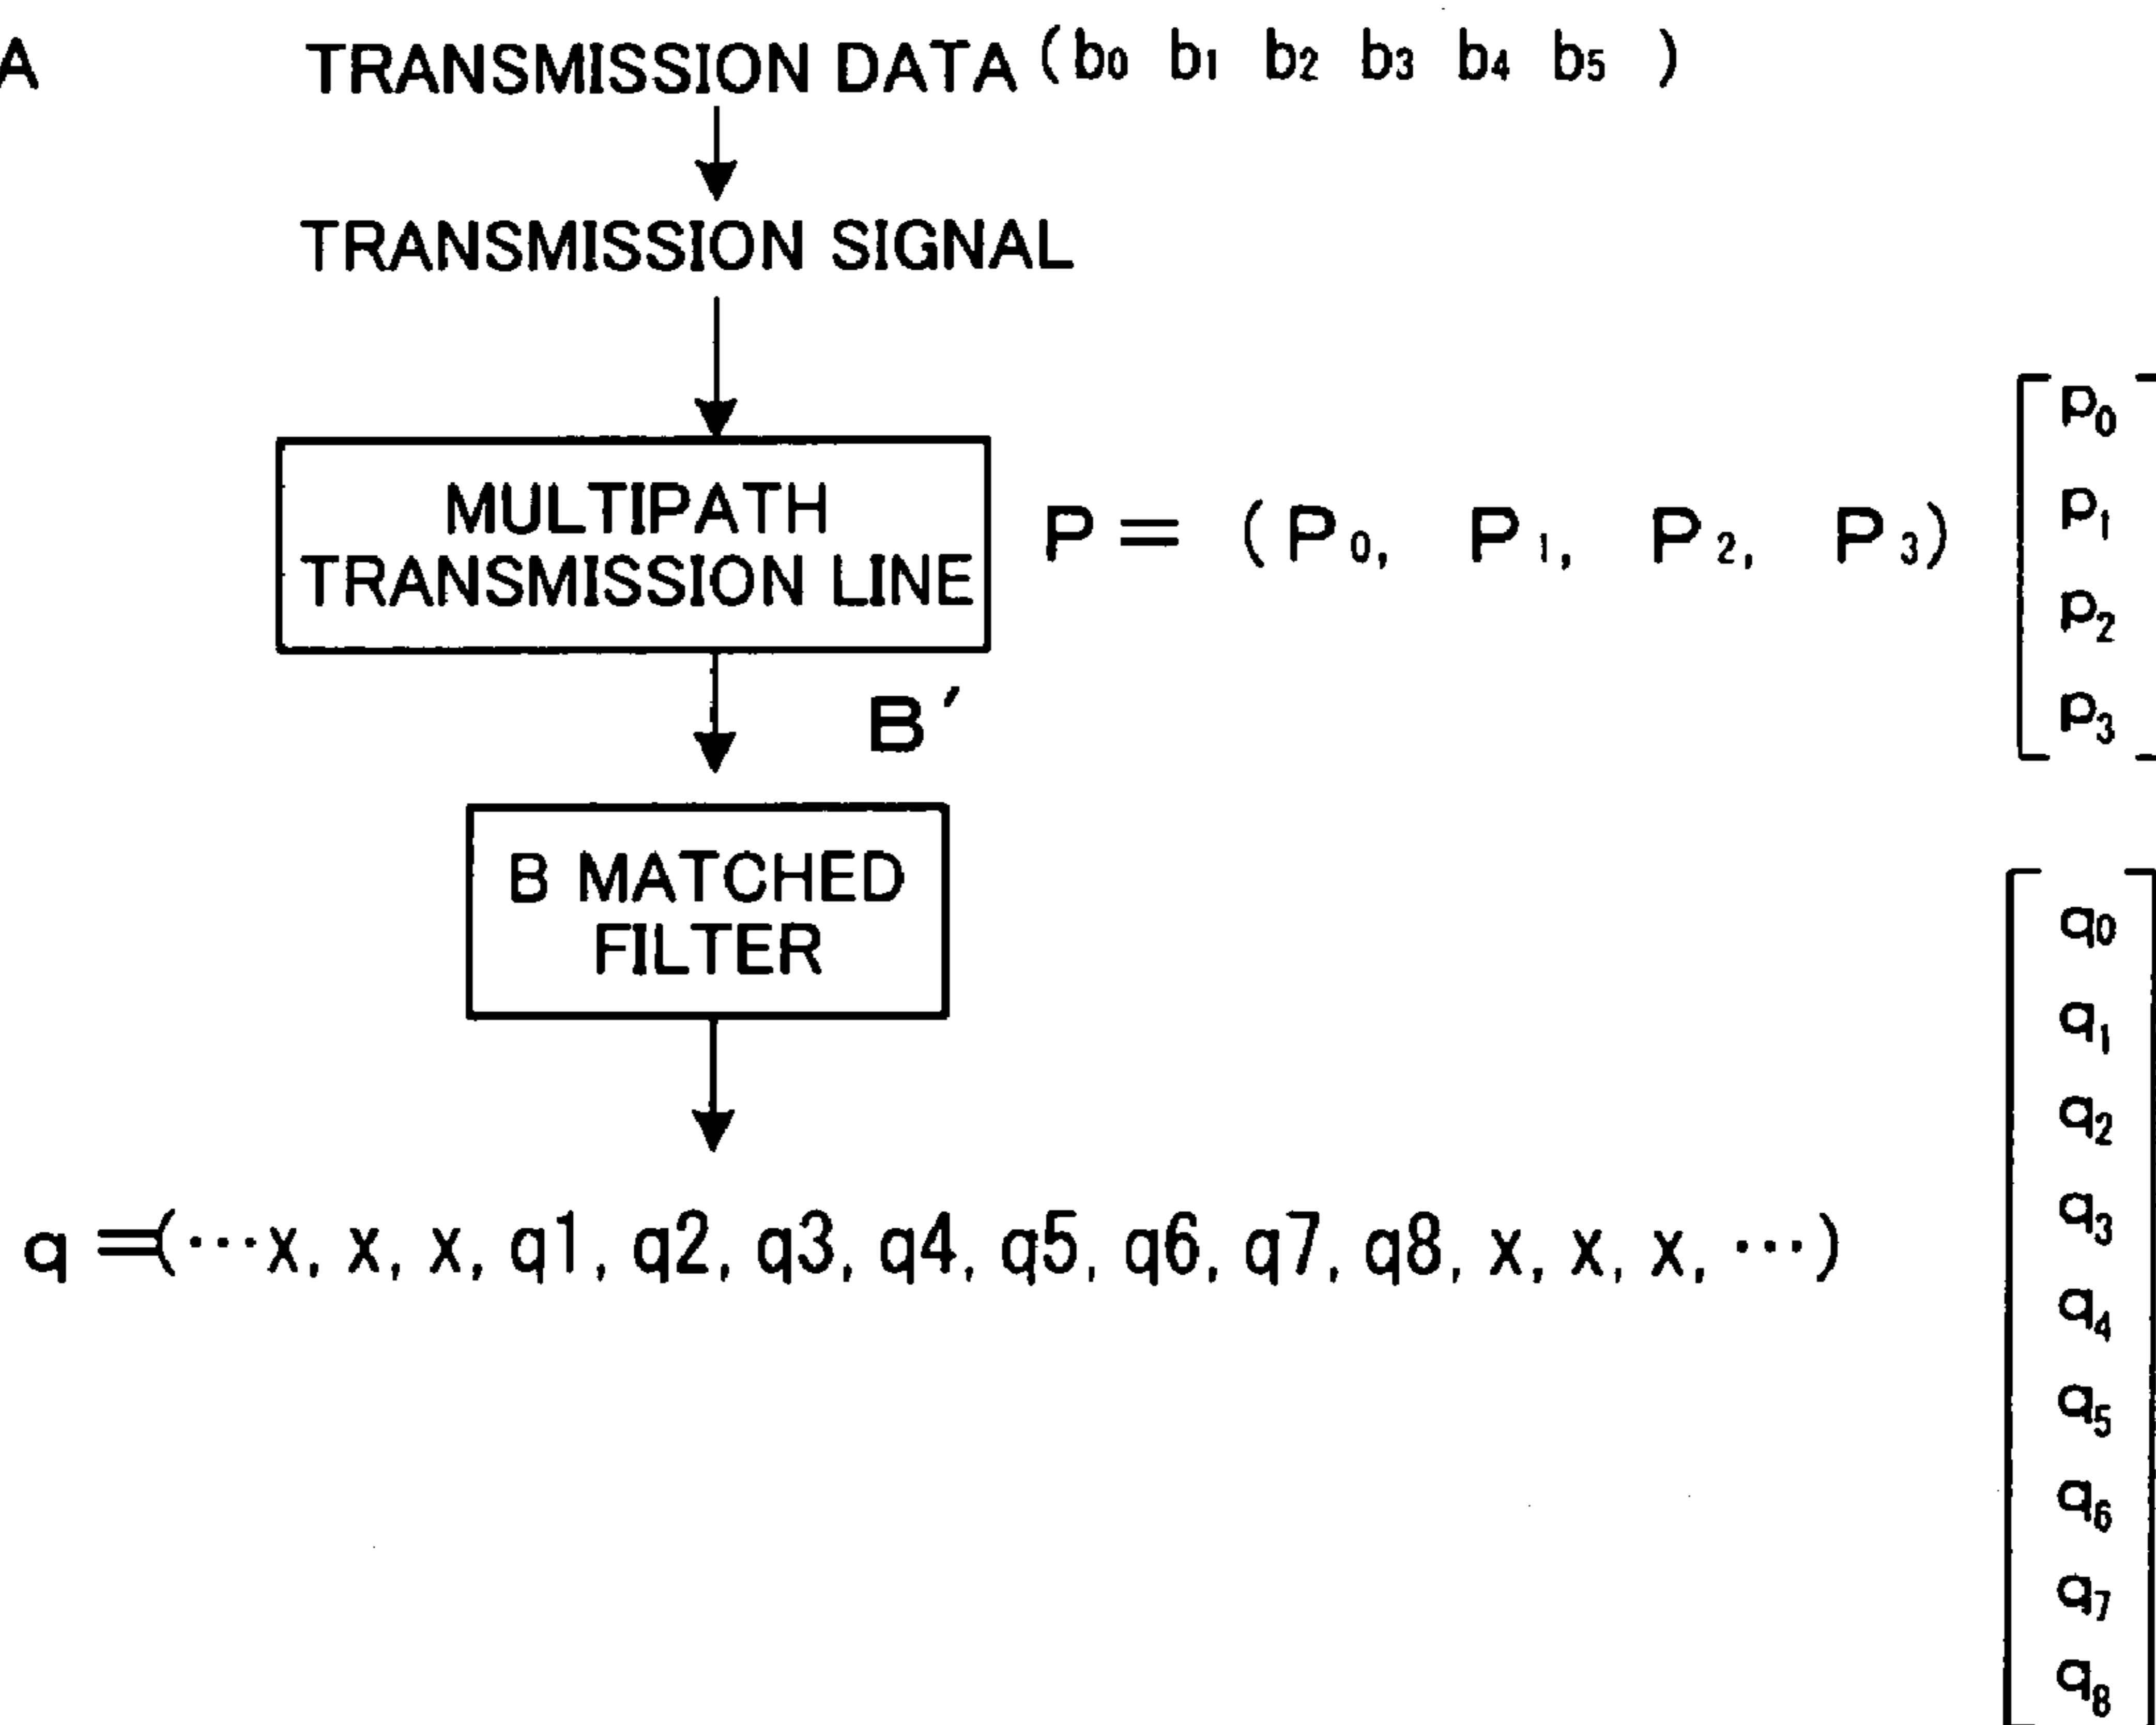 A
TRANSMISSION DATA (b₀ b₁ b₂ b₃ b₄ b₅ )
TRANSMISSION SIGNAL
MULTIPATH
TRANSMISSION LINE
P = (P₀, P₁, P₂, P₃)
p₀
p₁
p₂
p₃
B′
B MATCHED
FILTER
q =(···x, x, x, q1, q2, q3, q4, q5, q6, q7, q8, x, x, x, ···)
q₀
q₁
q₂
q₃
q₄
q₅
q₆
q₇
q₈